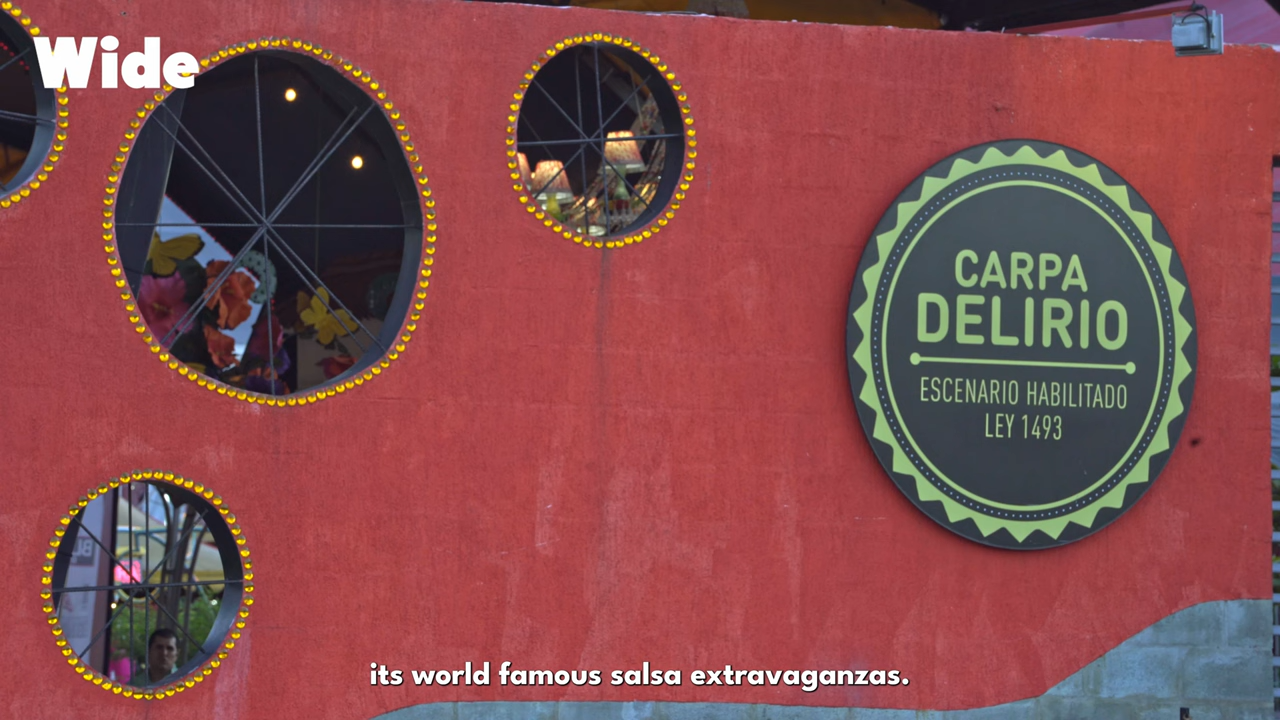 Wide
CARPA
DELIRIO
ESCENARIO HABILITADO
LEY 1493
its world famous salsa extravaganzas.